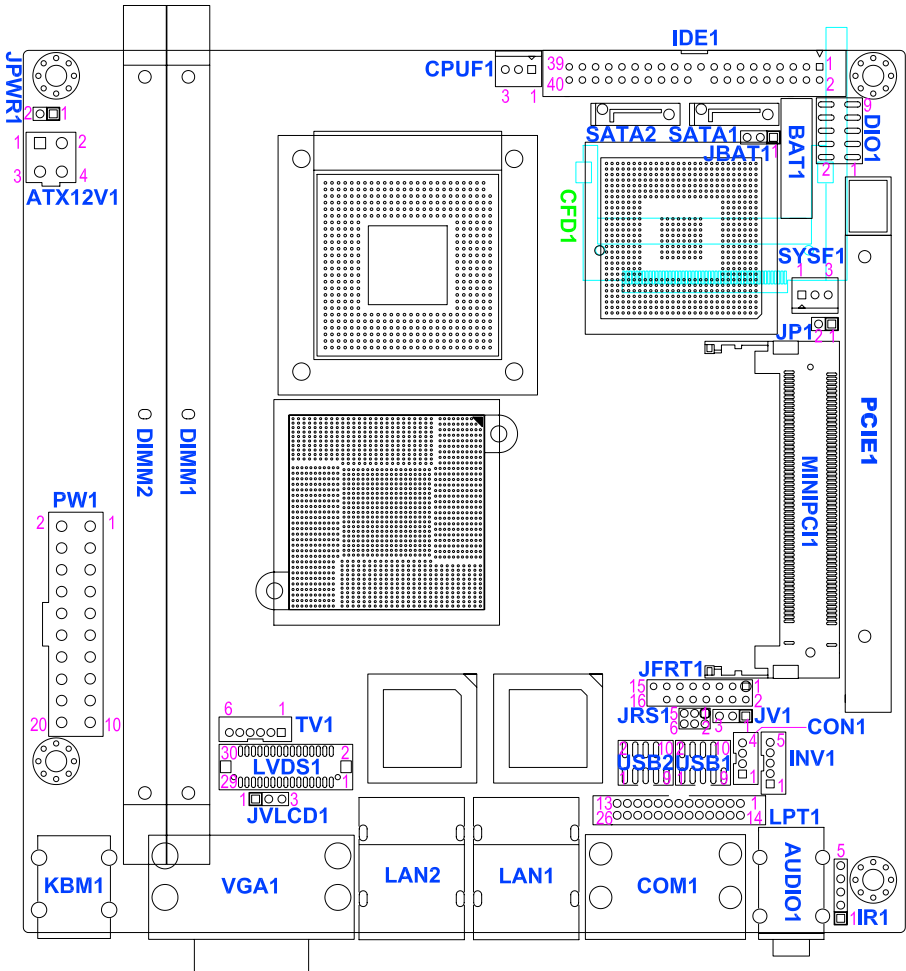 IDE1
JPWR1
CPUF1
39
1
40
2
3 1
2 1
1 2
3 4
ATX12V1
SATA2
SATA1
JBAT1
1
BAT1
9
DIO1
2 1
CFD1
SYSF1
1 3
JP1
2 1
DIMM2
DIMM1
PCIE1
MINIPCI1
PW1
2 1
20 10
JFRT1
15 1
16 2
JRS1
5
6 2
3 1
JV1
CON1
6 1
TV1
30 2
LVDS1
29 1
1 3
JVLCD1
2 10
USB2
1 9
2 10
USB1
1 9
4
1
5
INV1
1
13 1
26 14
LPT1
KBM1
VGA1
LAN2
LAN1
COM1
AUDIO1
5
1
IR1